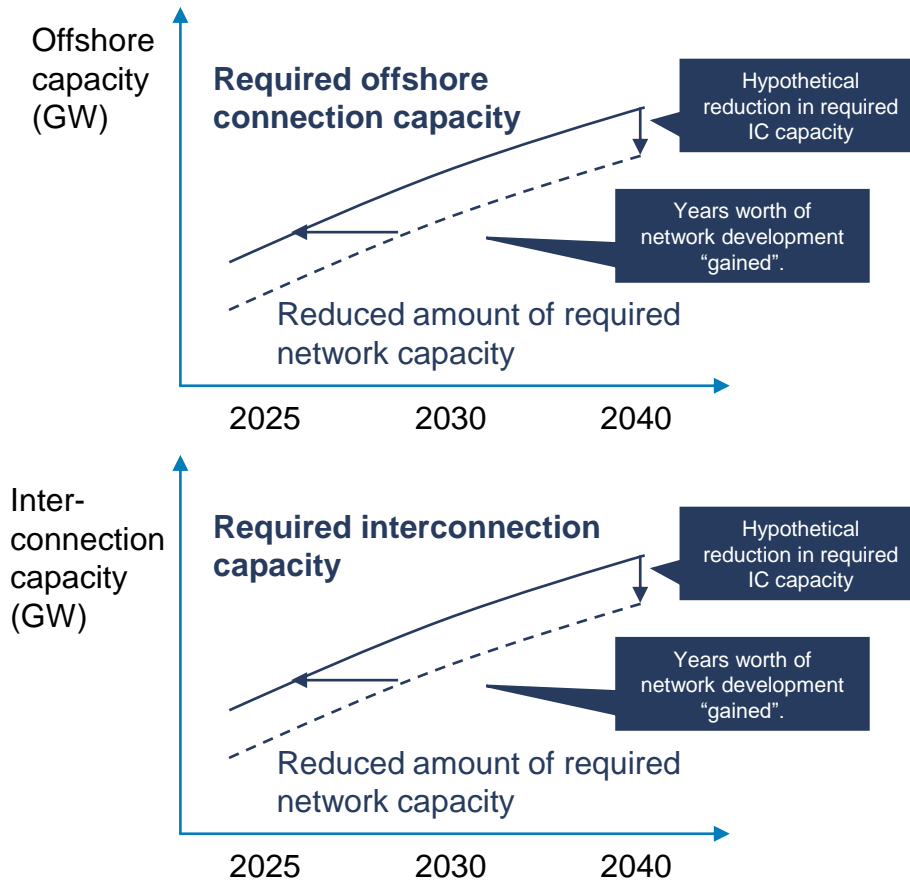 Offshore
capacity
(GW)
Required offshore
connection capacity
Hypothetical
reduction in required
IC capacity
Years worth of
network development
“gained”.
Reduced amount of required
network capacity
2025 2030 2040
Inter-
connection
capacity
(GW)
Required interconnection
capacity
Hypothetical
reduction in required
IC capacity
Years worth of
network development
“gained”.
Reduced amount of required
network capacity
2025 2030 2040